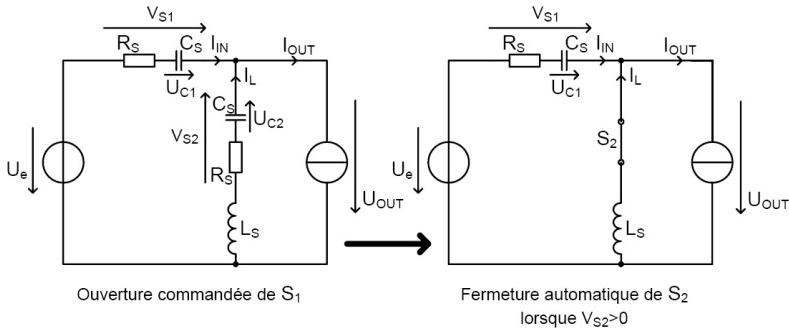 VS1
RS
CS
IIN
IOUT
UC1
IL
CS
UC2
VS2
RS
Ue
UOUT
LS
Ouverture commandée de S1
VS1
RS
CS
IIN
IOUT
UC1
IL
S2
Ue
UOUT
LS
Fermeture automatique de S2
lorsque VS2>0